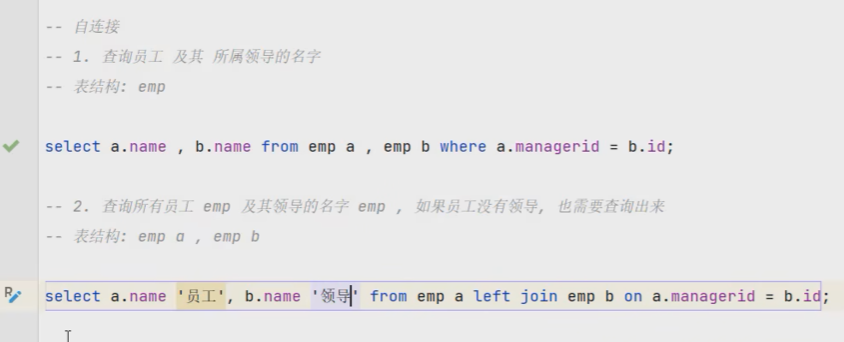 -- 自连接
-- 1. 查询员工 及其 所属领导的名字
-- 表结构: emp
select a.name , b.name from emp a , emp b where a.managerid = b.id;
-- 2. 查询所有员工 emp 及其领导的名字 emp , 如果员工没有领导, 也需要查询出来
-- 表结构: emp a , emp b
select a.name '员工', b.name '领导' from emp a left join emp b on a.managerid = b.id;